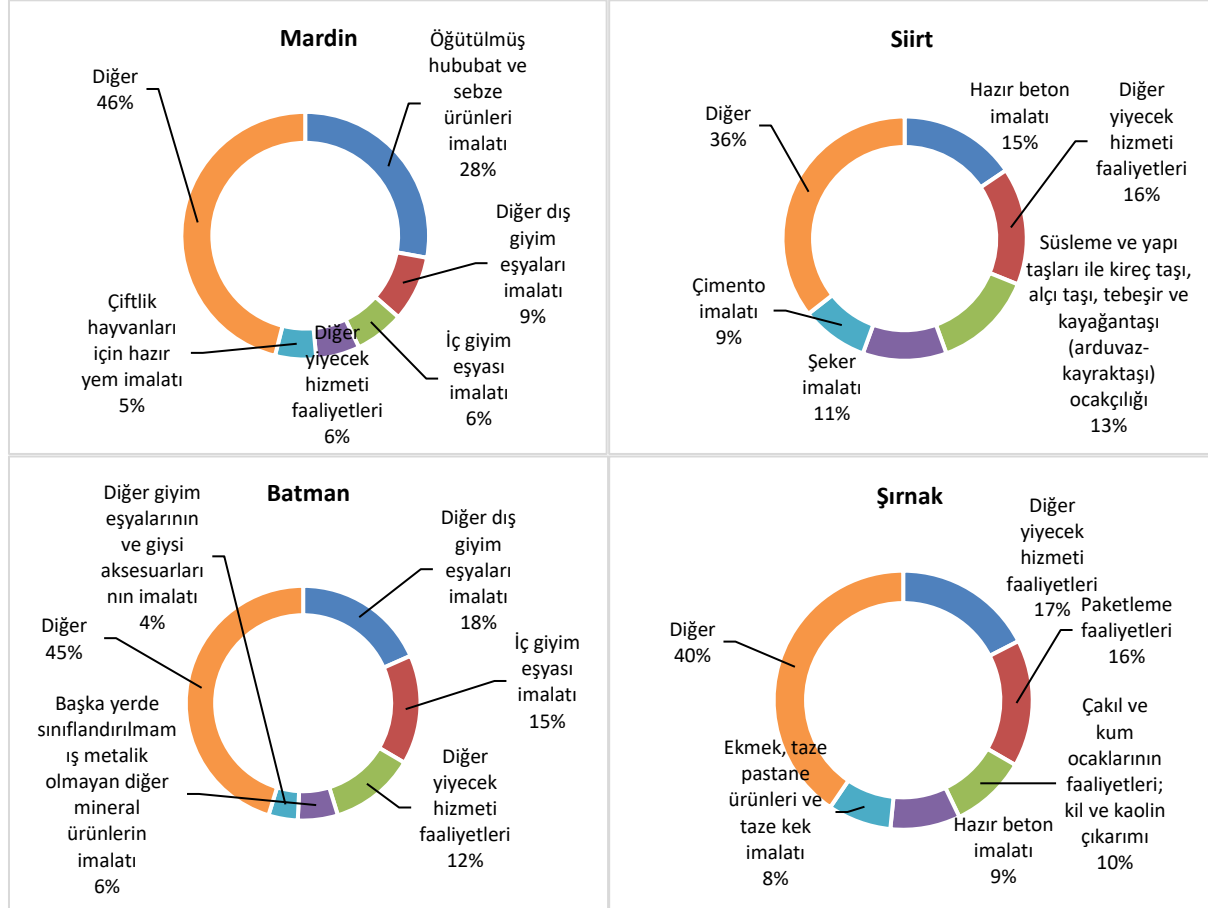 Mardin
Öğütülmüş
hububat ve
sebze
ürünleri
imalatı
28%
Diğer dış
giyim
eşyaları
imalatı
9%
İç giyim
eşyası
imalatı
6%
Diğer
yiyecek
hizmeti
faaliyetleri
6%
Çiftlik
hayvanları
için hazır
yem imalatı
5%
Diğer
46%
Siirt
Hazır beton
imalatı
15%
Diğer
yiyecek
hizmeti
faaliyetleri
16%
Süsleme ve yapı
taşları ile kireç taşı,
alçı taşı, tebeşir ve
kayağantaşı
(arduvaz-
kayraktaşı)
ocakçılığı
13%
Şeker
imalatı
11%
Çimento
imalatı
9%
Diğer
36%
Batman
Diğer dış
giyim
eşyaları
imalatı
18%
İç giyim
eşyası
imalatı
15%
Diğer
yiyecek
hizmeti
faaliyetleri
12%
Başka yerde
sınıflandırılmam
ış metalik
olmayan diğer
mineral
ürünlerin
imalatı
6%
Diğer giyim
eşyalarının
ve giysi
aksesuarları
nın imalatı
4%
Diğer
45%
Şırnak
Diğer
yiyecek
hizmeti
faaliyetleri
17%
Paketleme
faaliyetleri
16%
Çakıl ve
kum
ocaklarının
faaliyetleri;
kil ve kaolin
çıkarımı
10%
Hazır beton
imalatı
9%
Ekmek, taze
pastane
ürünleri ve
taze kek
imalatı
8%
Diğer
40%